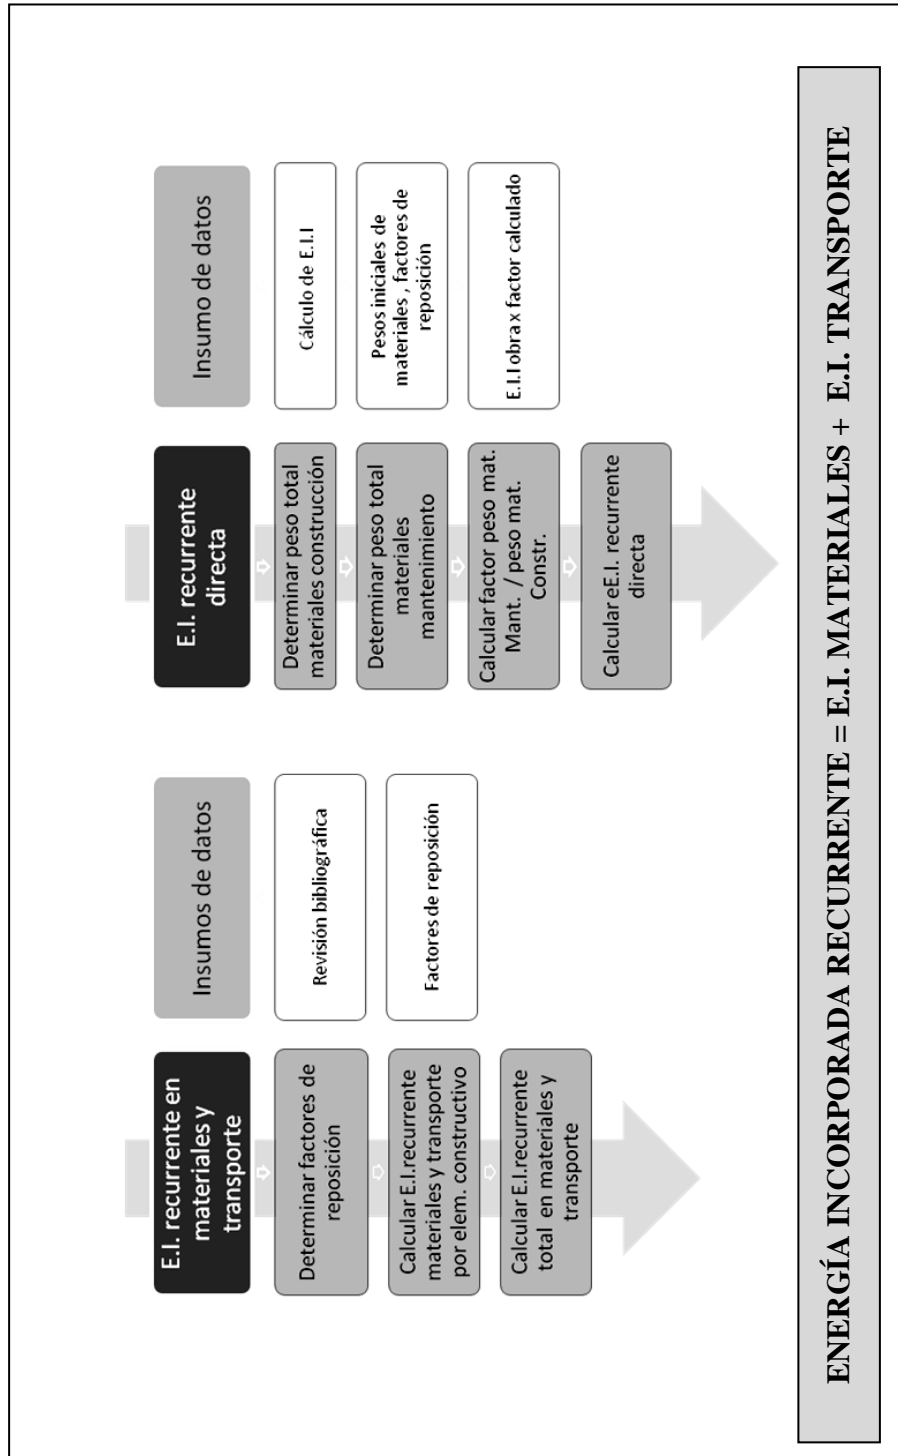 E.I. recurrente en
materiales y
transporte
Determinar factores de
reposición
Calcular E.I.recurrente
materiales y transporte
por elem. constructivo
Calcular E.I.recurrente
total en materiales y
transporte
Insumos de datos
Revisión bibliográfica
Factores de reposición
E.I. recurrente
directa
Determinar peso total
materiales construcción
Determinar peso total
materiales
mantenimiento
Calcular factor peso mat.
Mant. / peso mat.
Constr.
Calcular eE.I. recurrente
directa
Insumo de datos
Cálculo de E.I.I
Pesos iniciales de
materiales , factores de
reposición
E.I.I obra x factor calculado
ENERGÍA INCORPORADA RECURRENTE = E.I. MATERIALES + E.I. TRANSPORTE